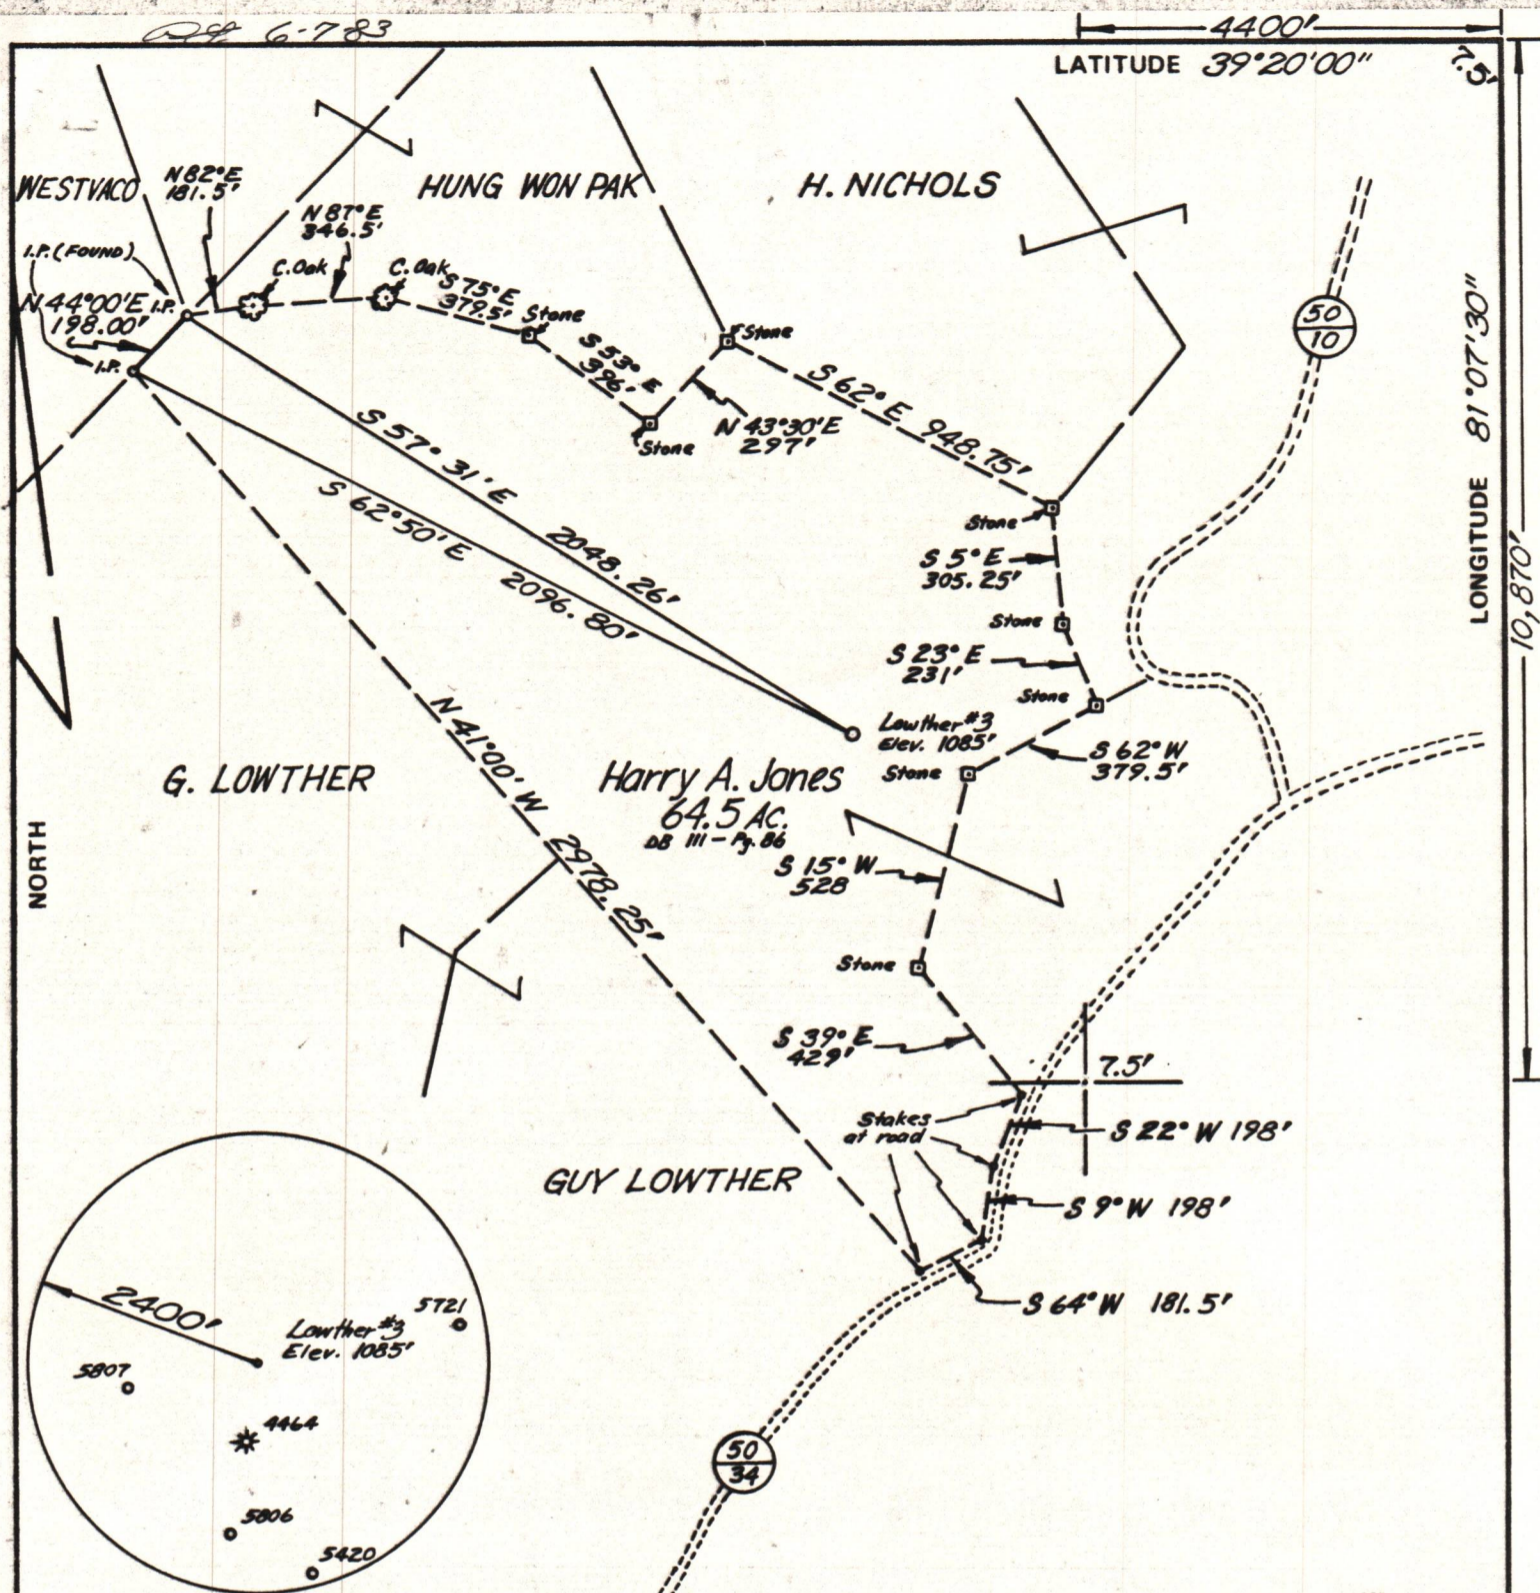 6-7-83
4400'
LATITUDE 39°20'00"
7.5'
WESTVACO
N 82° E
181.5'
HUNG WON PAK
H. NICHOLS
N 87° E
346.5'
I.P. (FOUND)
C. Oak
C. Oak
S 75° E
379.5'
N 44°00' E
198.00'
I.P.
I.P.
Stone
Stone
S 53° E
396'
Stone
N 43°30' E
297'
S 62° E 948.75'
50
10
LONGITUDE 81°07'30"
10,870'
S 57° 31' E 2048.26'
S 62°50' E 2096.80'
Stone
S 5° E
305.25'
Stone
S 23° E
231'
Stone
Lowther #3
Elev. 1085'
S 62° W
379.5'
Stone
N 41°00' W 2978.25'
G. LOWTHER
Harry A. Jones
64.5 AC.
DB 111 - Pg. 86
NORTH
S 15° W
528
Stone
S 39° E
429'
7.5'
Stakes
at road
S 22° W 198'
GUY LOWTHER
S 9° W 198'
S 64° W 181.5'
2400'
5721
Lowther #3
Elev. 1085'
5807
4464
5806
5420
50
34